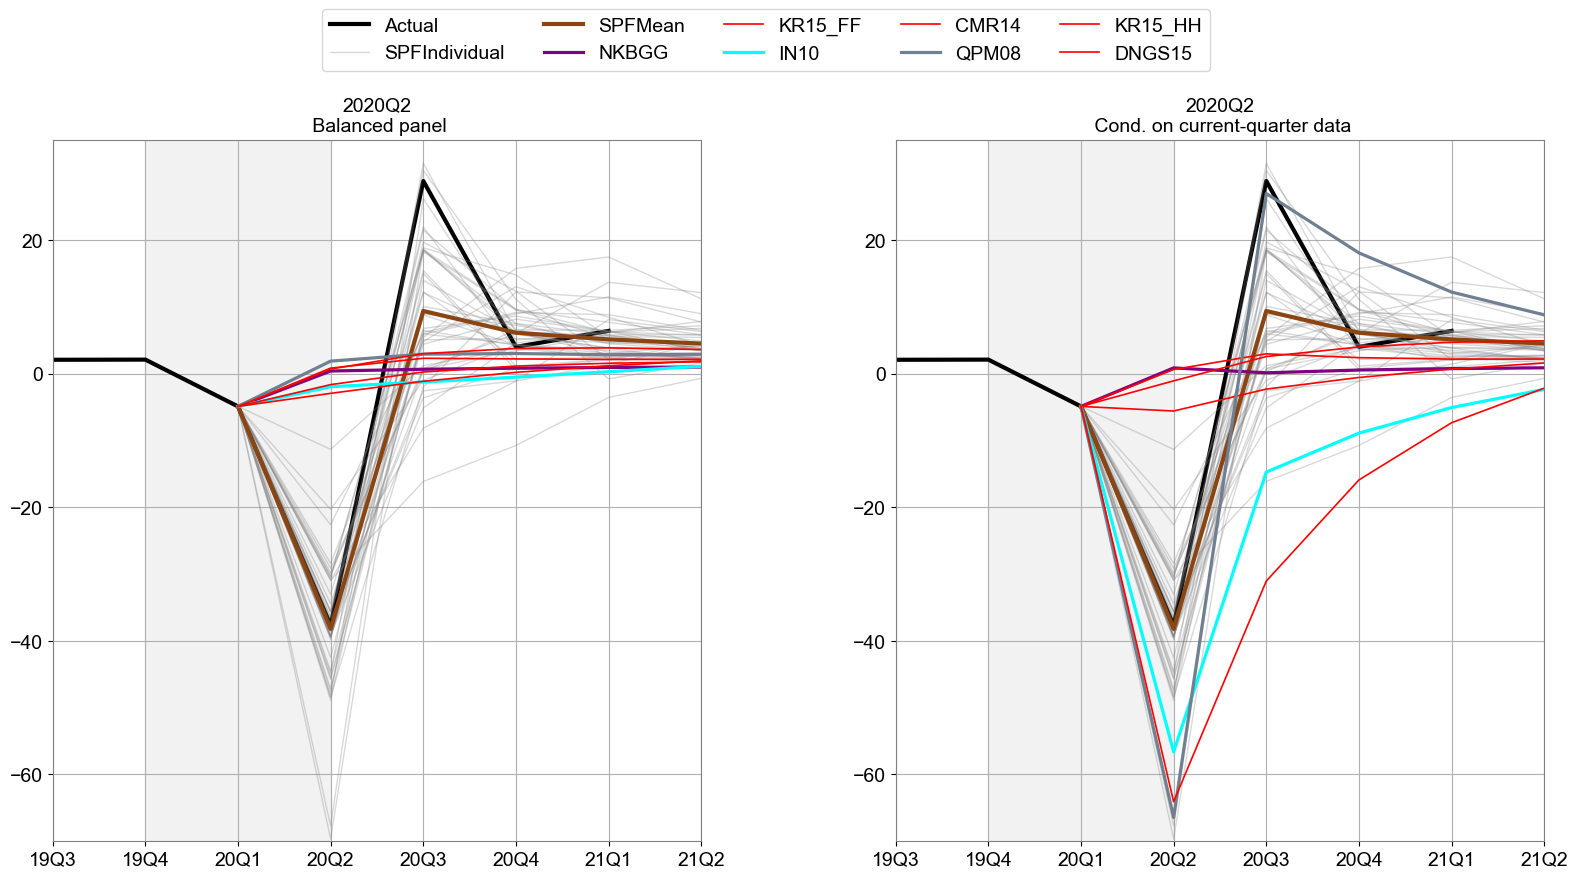 Actual SPFMean KR15_FF CMR14 KR15_HH
SPFIndividual NKBGG IN10 QPM08 DNGS15
2020Q2
Balanced panel
20
0
−20
−40
−60
19Q3 19Q4 20Q1 20Q2 20Q3 20Q4 21Q1 21Q2
2020Q2
Cond. on current-quarter data
20
0
−20
−40
−60
19Q3 19Q4 20Q1 20Q2 20Q3 20Q4 21Q1 21Q2